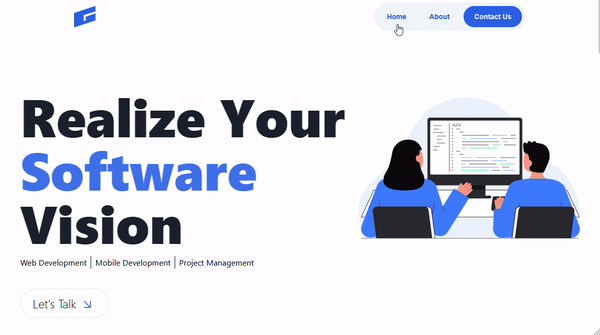 Home About Contact Us
Realize Your
Software
Vision
Web Development | Mobile Development | Project Management
Let's Talk